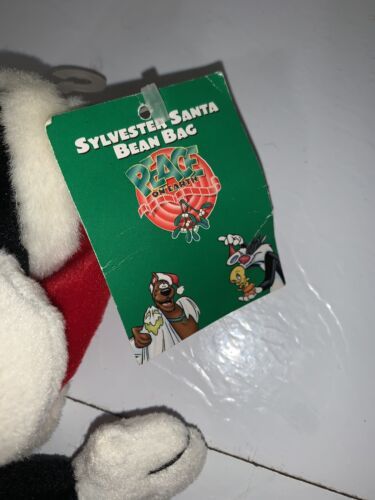 SYLVESTER SANTA
BEAN BAG
PEACE
ON EARTH